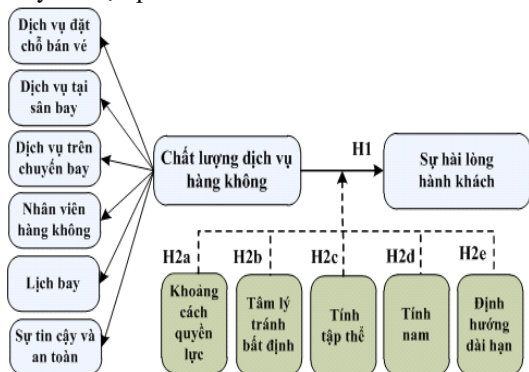 Dịch vụ đặt
chỗ bán vé
Dịch vụ tại
sân bay
Dịch vụ trên
chuyến bay
Nhân viên
hàng không
Lịch bay
Sự tin cậy và
an toàn
Chất lượng dịch vụ
hàng không
H1
Sự hài lòng
hành khách
H2a
H2b
H2c
H2d
H2e
Khoảng
cách
quyền
lực
Tâm lý
tránh
bất định
Tính
tập thể
Tính
nam
Định
hướng
dài hạn